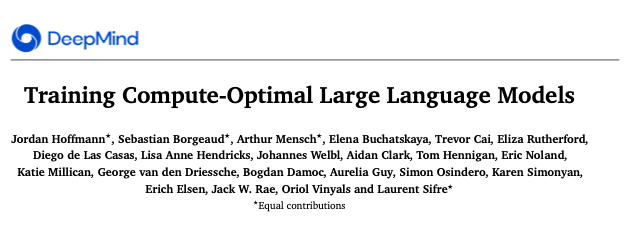 DeepMind
Training Compute-Optimal Large Language Models
Jordan Hoffmann★, Sebastian Borgeaud★, Arthur Mensch★, Elena Buchatskaya, Trevor Cai, Eliza Rutherford,
Diego de Las Casas, Lisa Anne Hendricks, Johannes Welbl, Aidan Clark, Tom Hennigan, Eric Noland,
Katie Millican, George van den Driessche, Bogdan Damoc, Aurelia Guy, Simon Osindero, Karen Simonyan,
Erich Elsen, Jack W. Rae, Oriol Vinyals and Laurent Sifre★
★Equal contributions